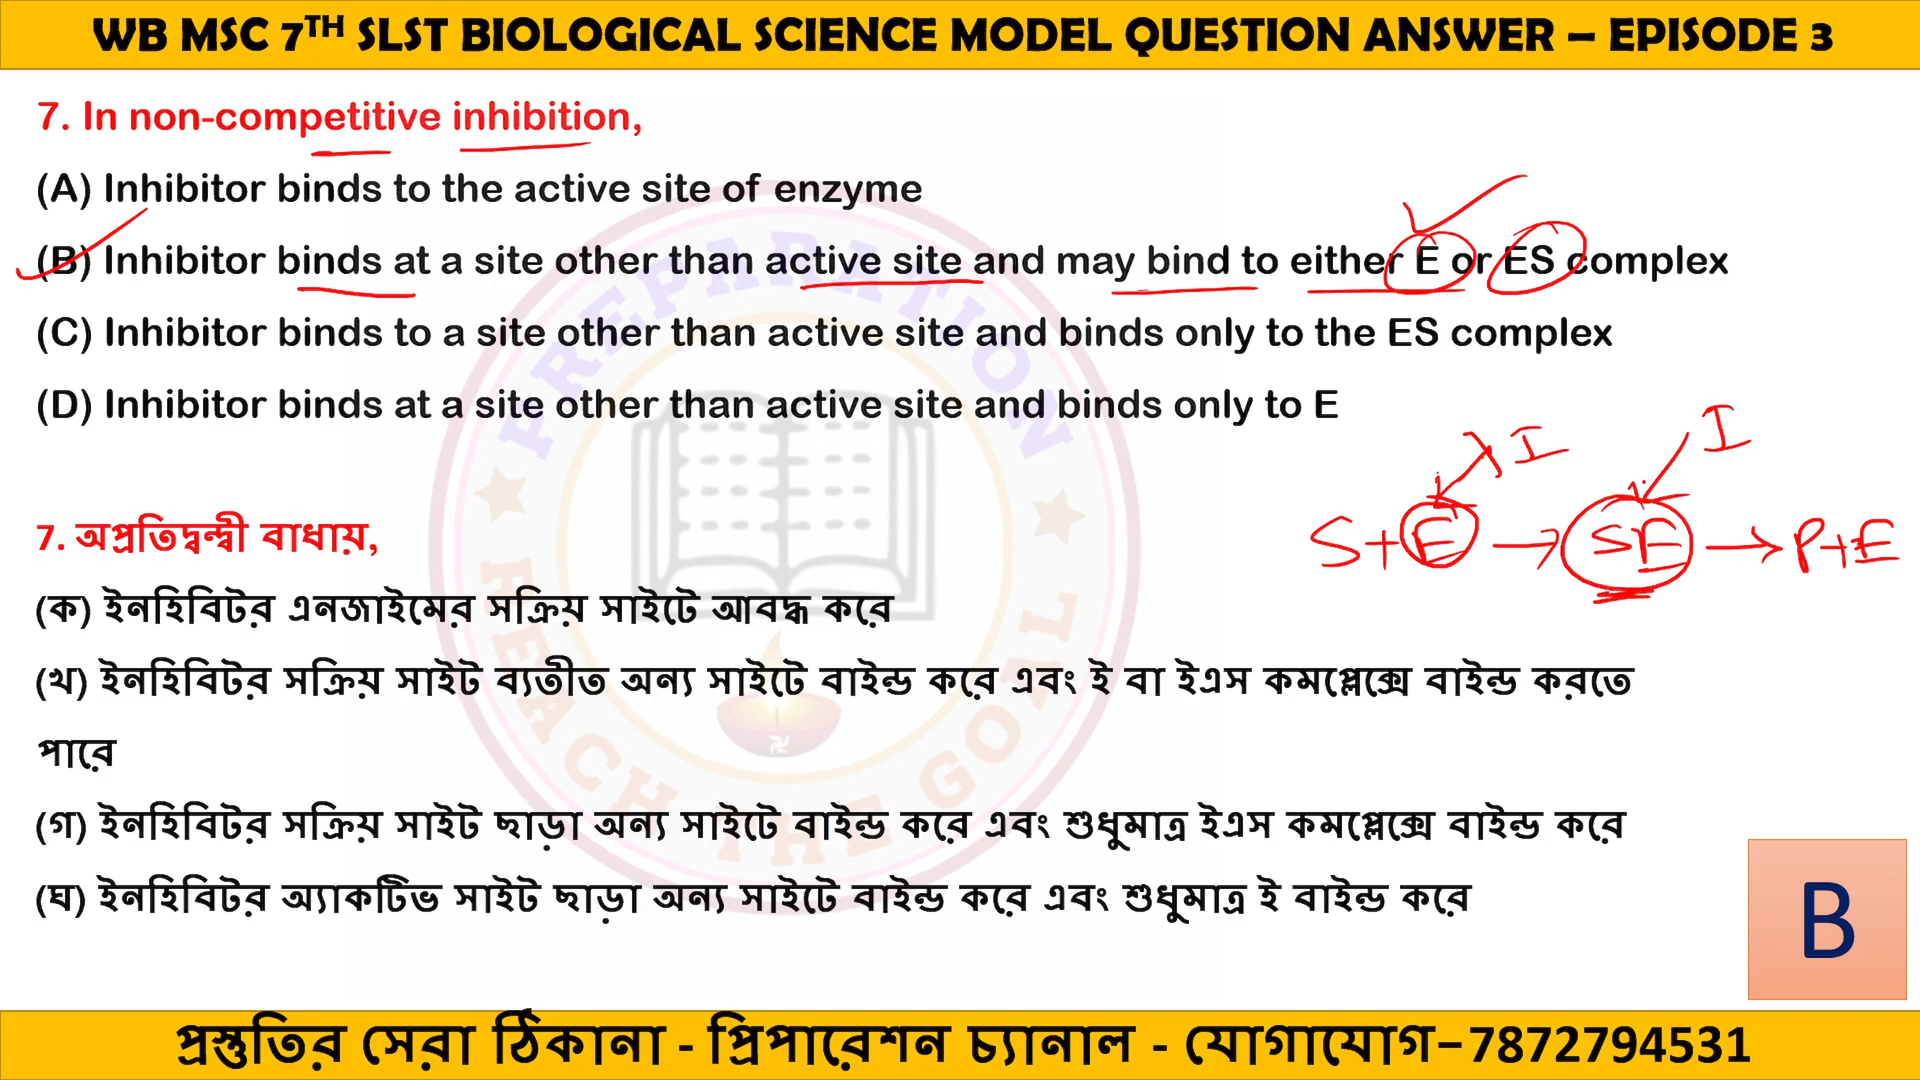 WB MSC 7TH SLST BIOLOGICAL SCIENCE MODEL QUESTION ANSWER – EPISODE 3
7. In non-competitive inhibition,
(A) Inhibitor binds to the active site of enzyme
(B) Inhibitor binds at a site other than active site and may bind to either E or ES complex
(C) Inhibitor binds to a site other than active site and binds only to the ES complex
(D) Inhibitor binds at a site other than active site and binds only to E
I I
S+E → SE → P+E
7. অপ্রতিদ্বন্দ্বী বাধায়,
(ক) ইনহিবিটর এনজাইমের সক্রিয় সাইটে আবদ্ধ করে
(খ) ইনহিবিটর সক্রিয় সাইট ব্যতীত অন্য সাইটে বাইন্ড করে এবং ই বা ইএস কমপ্লেক্সে বাইন্ড করতে
পারে
(গ) ইনহিবিটর সক্রিয় সাইট ছাড়া অন্য সাইটে বাইন্ড করে এবং শুধুমাত্র ইএস কমপ্লেক্সে বাইন্ড করে
(ঘ) ইনহিবিটর অ্যাকটিভ সাইট ছাড়া অন্য সাইটে বাইন্ড করে এবং শুধুমাত্র ই বাইন্ড করে
B
PREPARATION
REACH THE GOAL
প্রস্তুতির সেরা ঠিকানা - প্রিপারেশন চ্যানাল - যোগাযোগ–7872794531